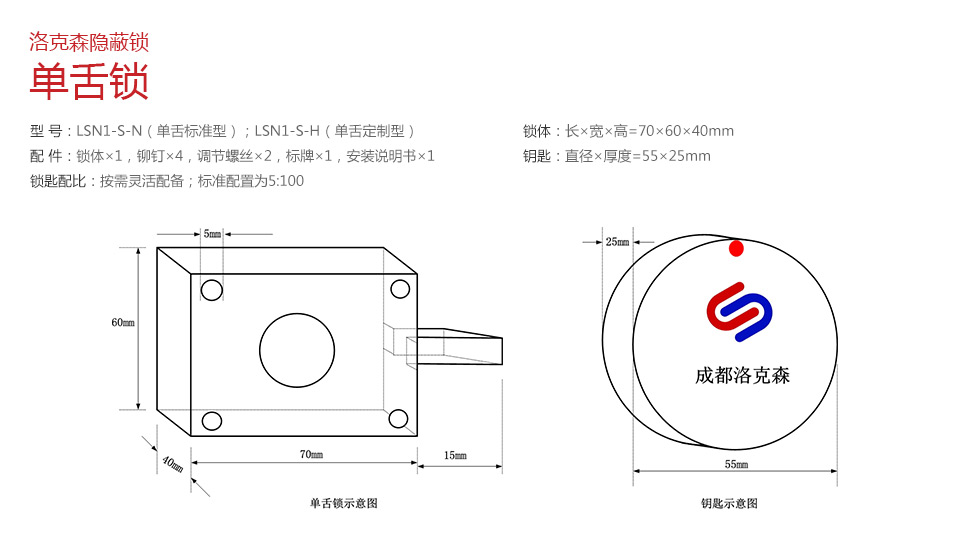 洛克森隐蔽锁
单舌锁
型 号：LSN1-S-N（单舌标准型）；LSN1-S-H（单舌定制型）
配 件：锁体×1，铆钉×4，调节螺丝×2，标牌×1，安装说明书×1
锁匙配比：按需灵活配备；标准配置为5:100
锁体：长×宽×高=70×60×40mm
钥匙：直径×厚度=55×25mm
5mm
60mm
40mm
70mm
15mm
单舌锁示意图
25mm
成都洛克森
55mm
钥匙示意图